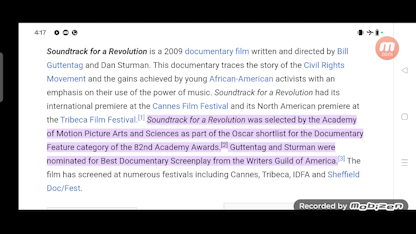 4:17
Soundtrack for a Revolution is a 2009 documentary film written and directed by Bill
Guttentag and Dan Sturman. This documentary traces the story of the Civil Rights
Movement and the gains achieved by young African-American activists with an
emphasis on their use of the power of music. Soundtrack for a Revolution had its
international premiere at the Cannes Film Festival and its North American premiere at
the Tribeca Film Festival.[1] Soundtrack for a Revolution was selected by the Academy
of Motion Picture Arts and Sciences as part of the Oscar shortlist for the Documentary
Feature category of the 82nd Academy Awards.[2] Guttentag and Sturman were
nominated for Best Documentary Screenplay from the Writers Guild of America.[3] The
film has screened at numerous festivals including Cannes, Tribeca, IDFA and Sheffield
Doc/Fest.
Recorded by Mobizen